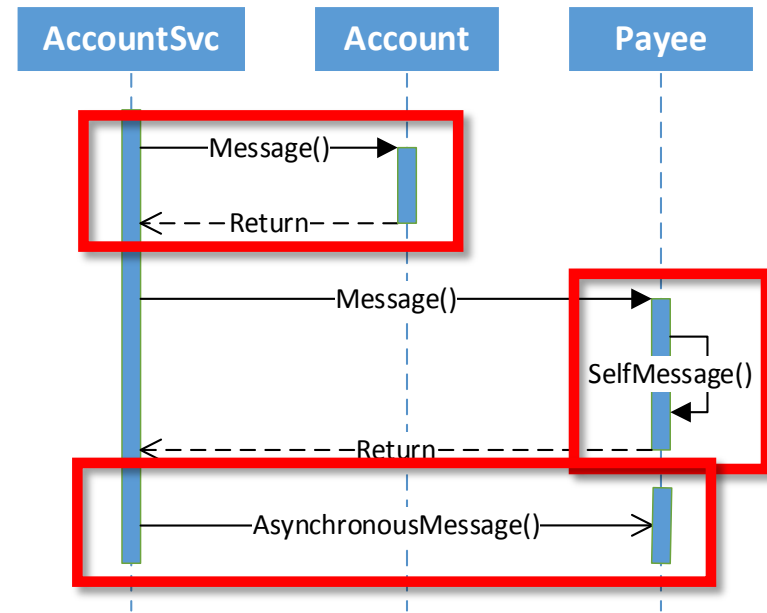 AccountSvc
Account
Payee
Message()
Return
Message()
SelfMessage()
Return
AsynchronousMessage()